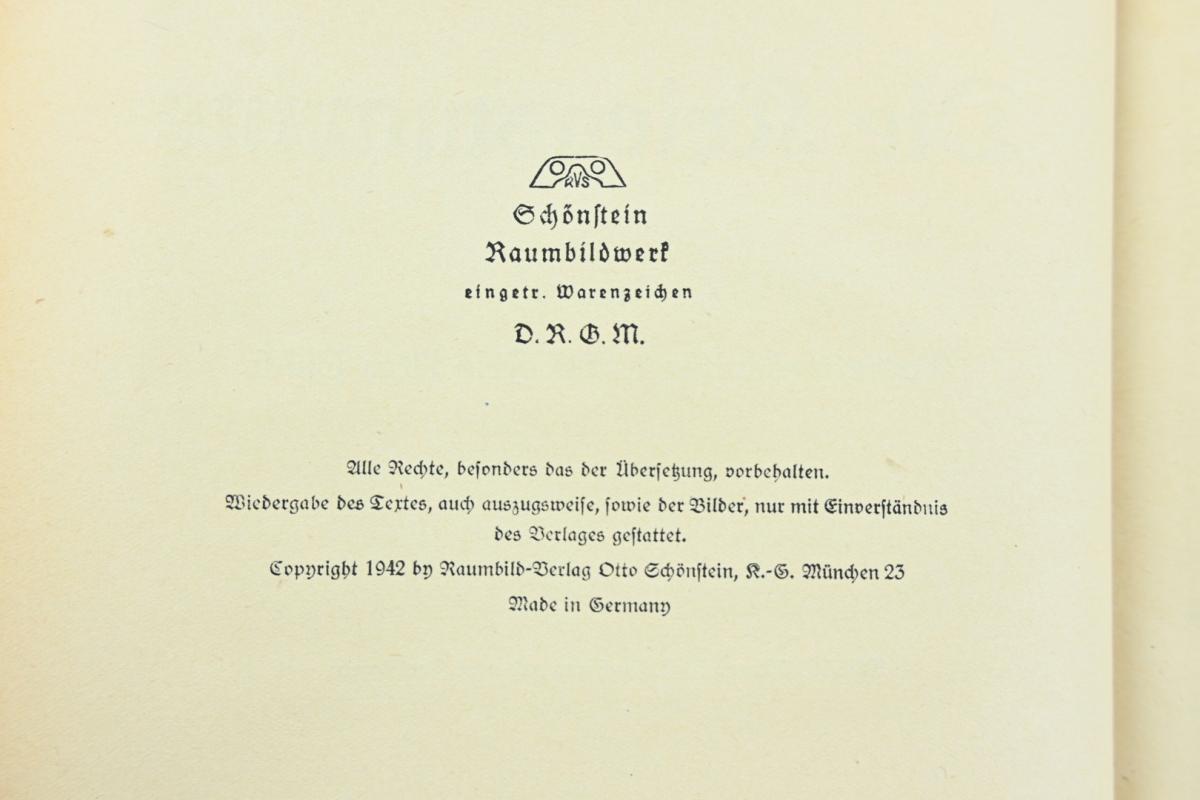 RVS
Schönstein
Raumbildwerk
eingetr. Warenzeichen
D. R. G. M.
Alle Rechte, besonders das der Übersetzung, vorbehalten.
Wiedergabe des Textes, auch auszugsweise, sowie der Bilder, nur mit Einverständnis
des Verlages gestattet.
Copyright 1942 by Raumbild-Verlag Otto Schönstein, K.-G. München 23
Made in Germany